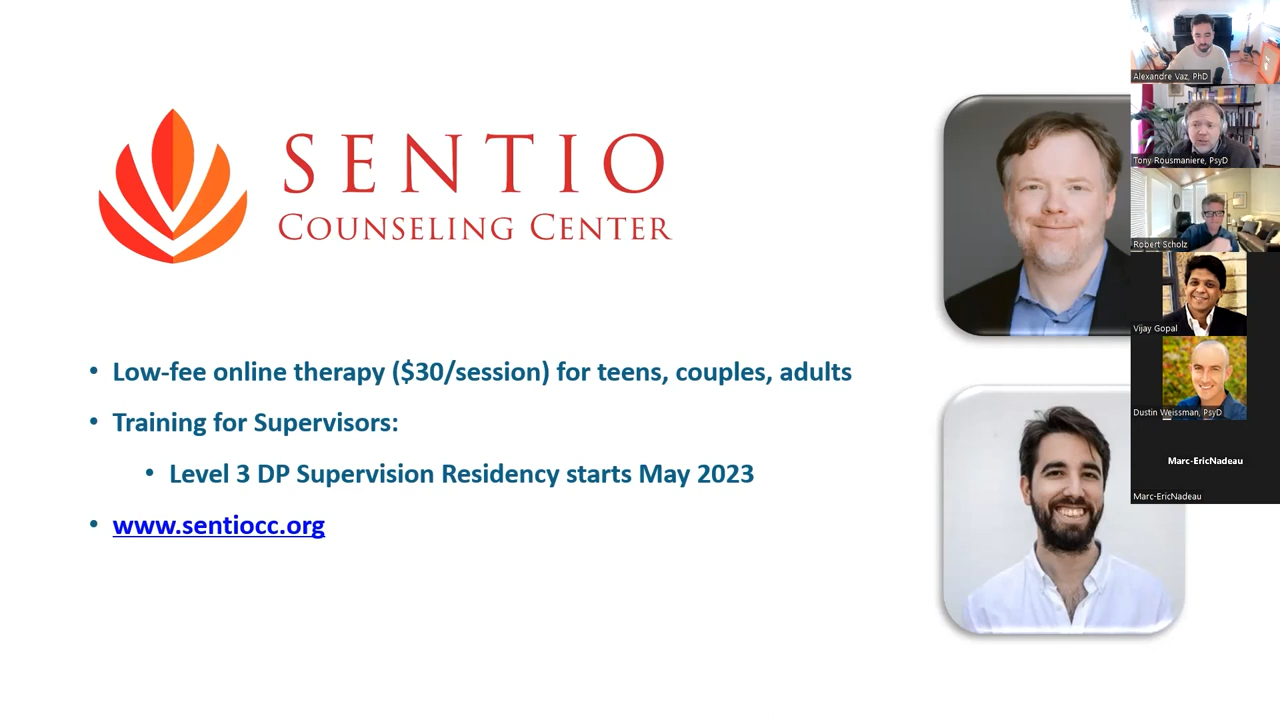 SENTIO
COUNSELING CENTER
• Low-fee online therapy ($30/session) for teens, couples, adults
• Training for Supervisors:
• Level 3 DP Supervision Residency starts May 2023
• www.sentiocc.org
Alexandre Vaz, PhD
Tony Rousmaniere, PsyD
Robert Scholz
Vijay Gopal
Dustin Weissman, PsyD
Marc-EricNadeau
Marc-EricNadeau